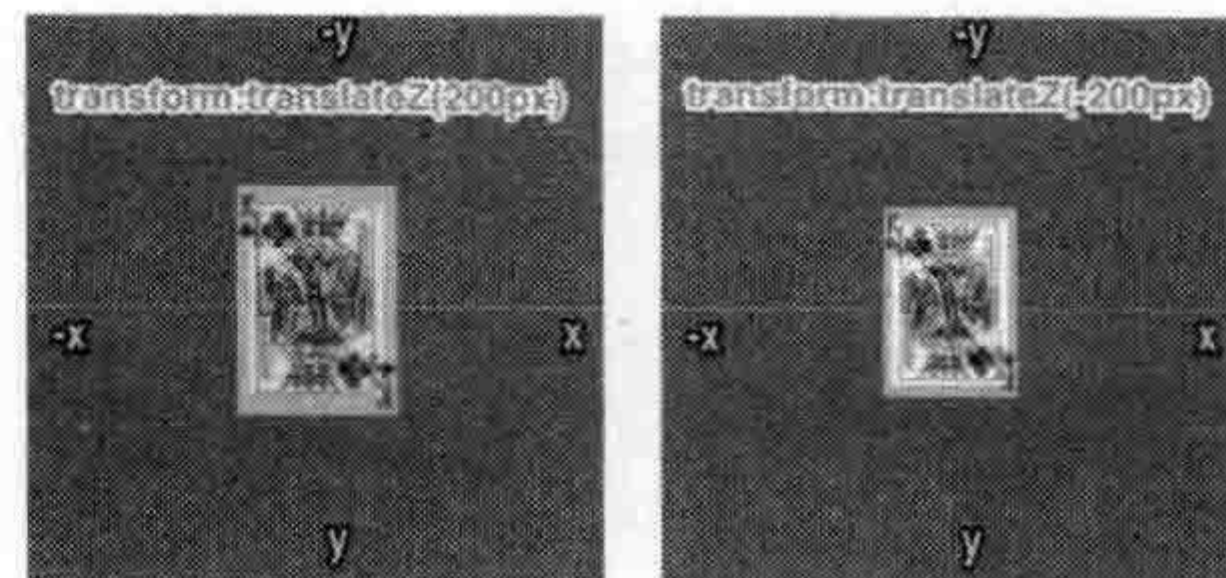 -y
transform:translateZ(200px)
-x x
y
-y
transform:translateZ(-200px)
-x x
y